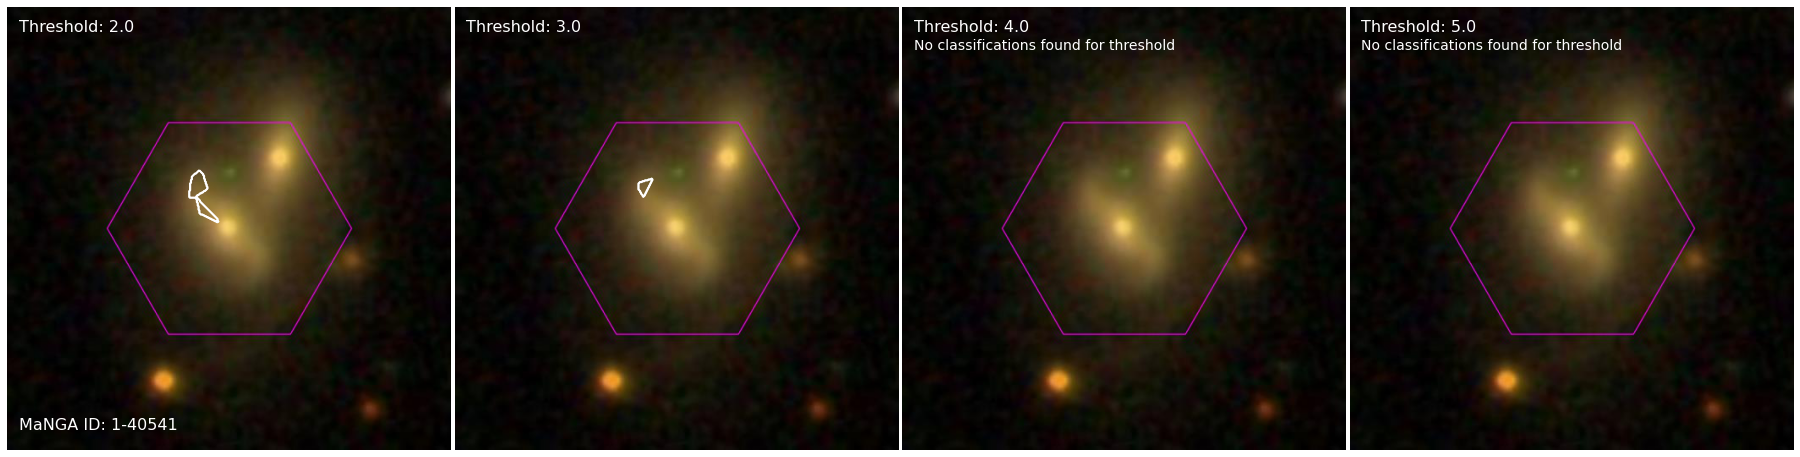 Threshold: 2.0
MaNGA ID: 1-40541
Threshold: 3.0
Threshold: 4.0
No classifications found for threshold
Threshold: 5.0
No classifications found for threshold